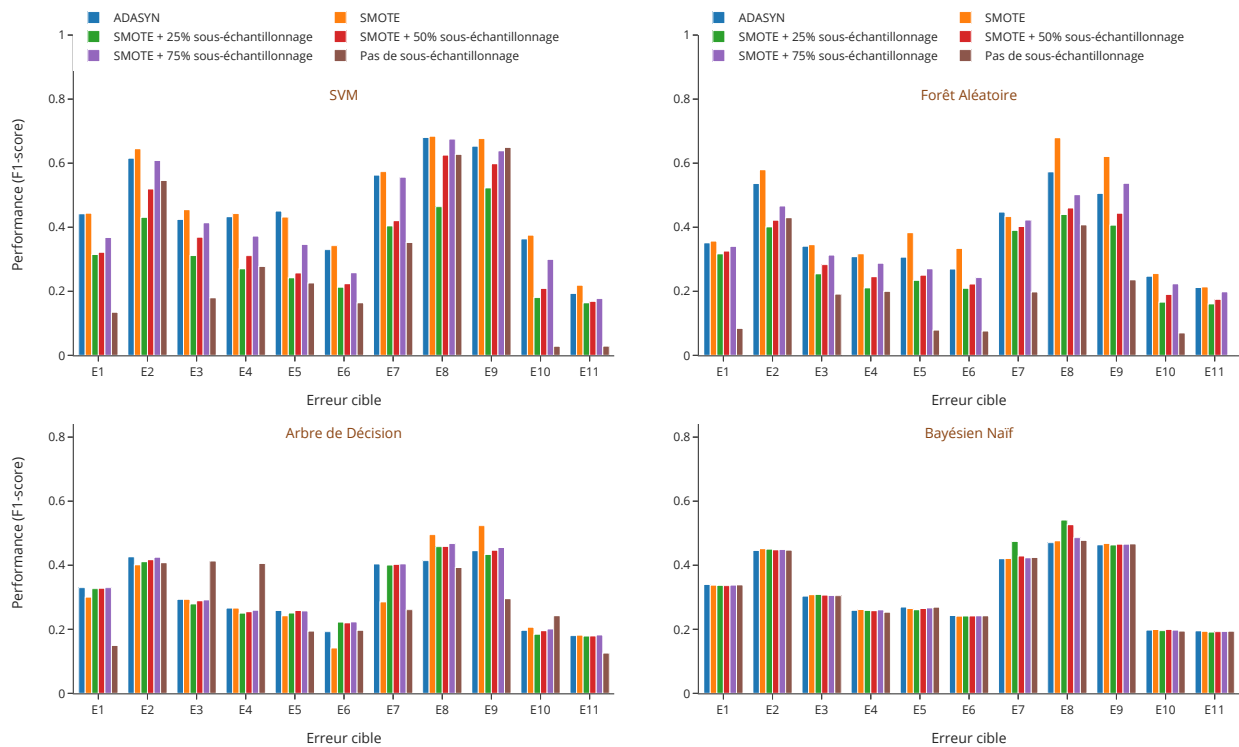 ADASYN
SMOTE
SMOTE + 25% sous-échantillonnage
SMOTE + 50% sous-échantillonnage
SMOTE + 75% sous-échantillonnage
Pas de sous-échantillonnage
SVM
Performance (F1-score)
1
0.8
0.6
0.4
0.2
0
E1 E2 E3 E4 E5 E6 E7 E8 E9 E10 E11
Erreur cible
ADASYN
SMOTE
SMOTE + 25% sous-échantillonnage
SMOTE + 50% sous-échantillonnage
SMOTE + 75% sous-échantillonnage
Pas de sous-échantillonnage
Forêt Aléatoire
1
0.8
0.6
0.4
0.2
0
E1 E2 E3 E4 E5 E6 E7 E8 E9 E10 E11
Erreur cible
Arbre de Décision
Performance (F1-score)
0.8
0.6
0.4
0.2
0
E1 E2 E3 E4 E5 E6 E7 E8 E9 E10 E11
Erreur cible
Bayésien Naïf
0.8
0.6
0.4
0.2
0
E1 E2 E3 E4 E5 E6 E7 E8 E9 E10 E11
Erreur cible